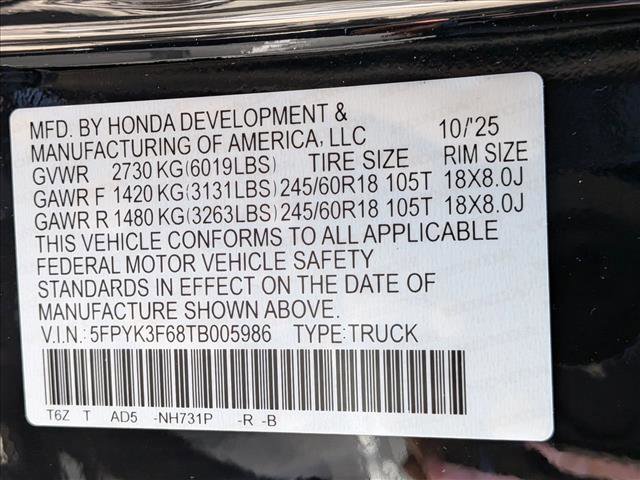 MFD. BY HONDA DEVELOPMENT &
MANUFACTURING OF AMERICA, LLC 10/'25
GVWR 2730 KG(6019LBS) TIRE SIZE RIM SIZE
GAWR F 1420 KG(3131LBS) 245/60R18 105T 18X8.0J
GAWR R 1480 KG(3263LBS) 245/60R18 105T 18X8.0J
THIS VEHICLE CONFORMS TO ALL APPLICABLE
FEDERAL MOTOR VEHICLE SAFETY
STANDARDS IN EFFECT ON THE DATE OF
MANUFACTURE SHOWN ABOVE.
V.I.N.: 5FPYK3F68TB005986 TYPE:TRUCK
T6Z T AD5 -NH731P -R -B